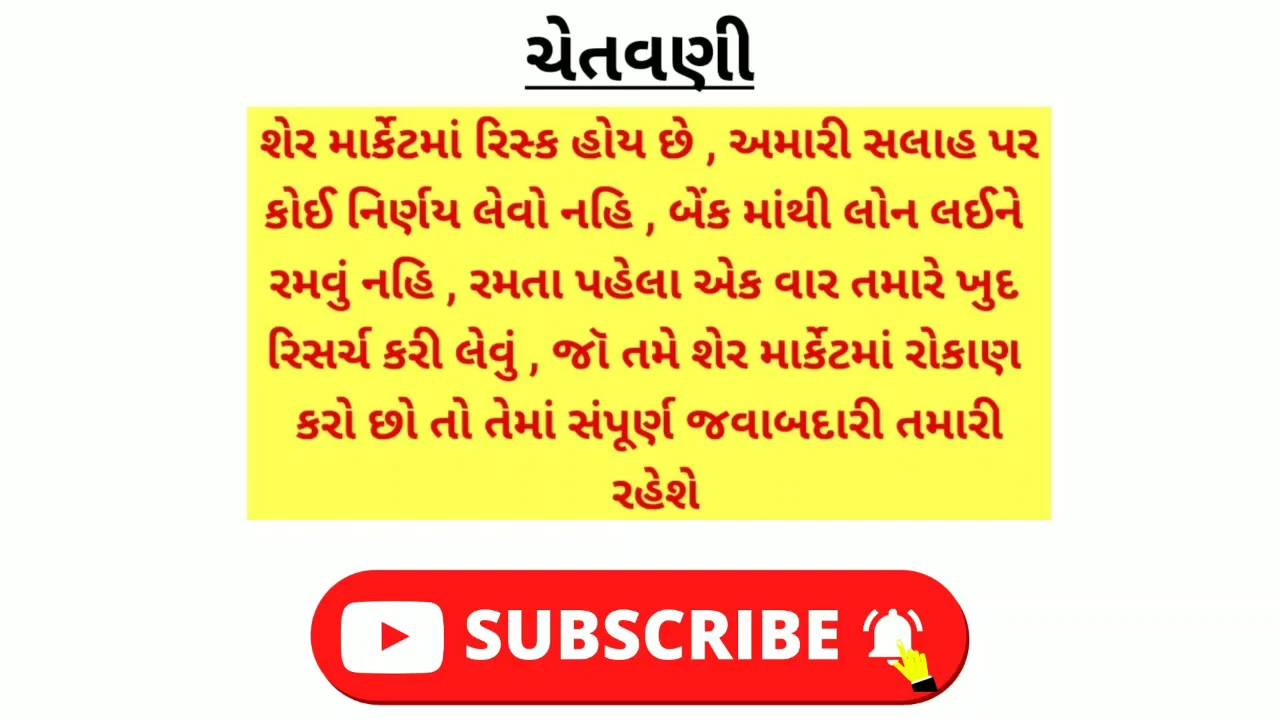 ચેતવણી
શેર માર્કેટમાં રિસ્ક હોય છે , અમારી સલાહ પર
કોઈ નિર્ણય લેવો નહિ , બેંક માંથી લોન લઈને
રમવું નહિ , રમતા પહેલા એક વાર તમારે ખુદ
રિસર્ચ કરી લેવું , જૉ તમે શેર માર્કેટમાં રોકાણ
કરો છો તો તેમાં સંપૂર્ણ જવાબદારી તમારી
રહેશે
SUBSCRIBE